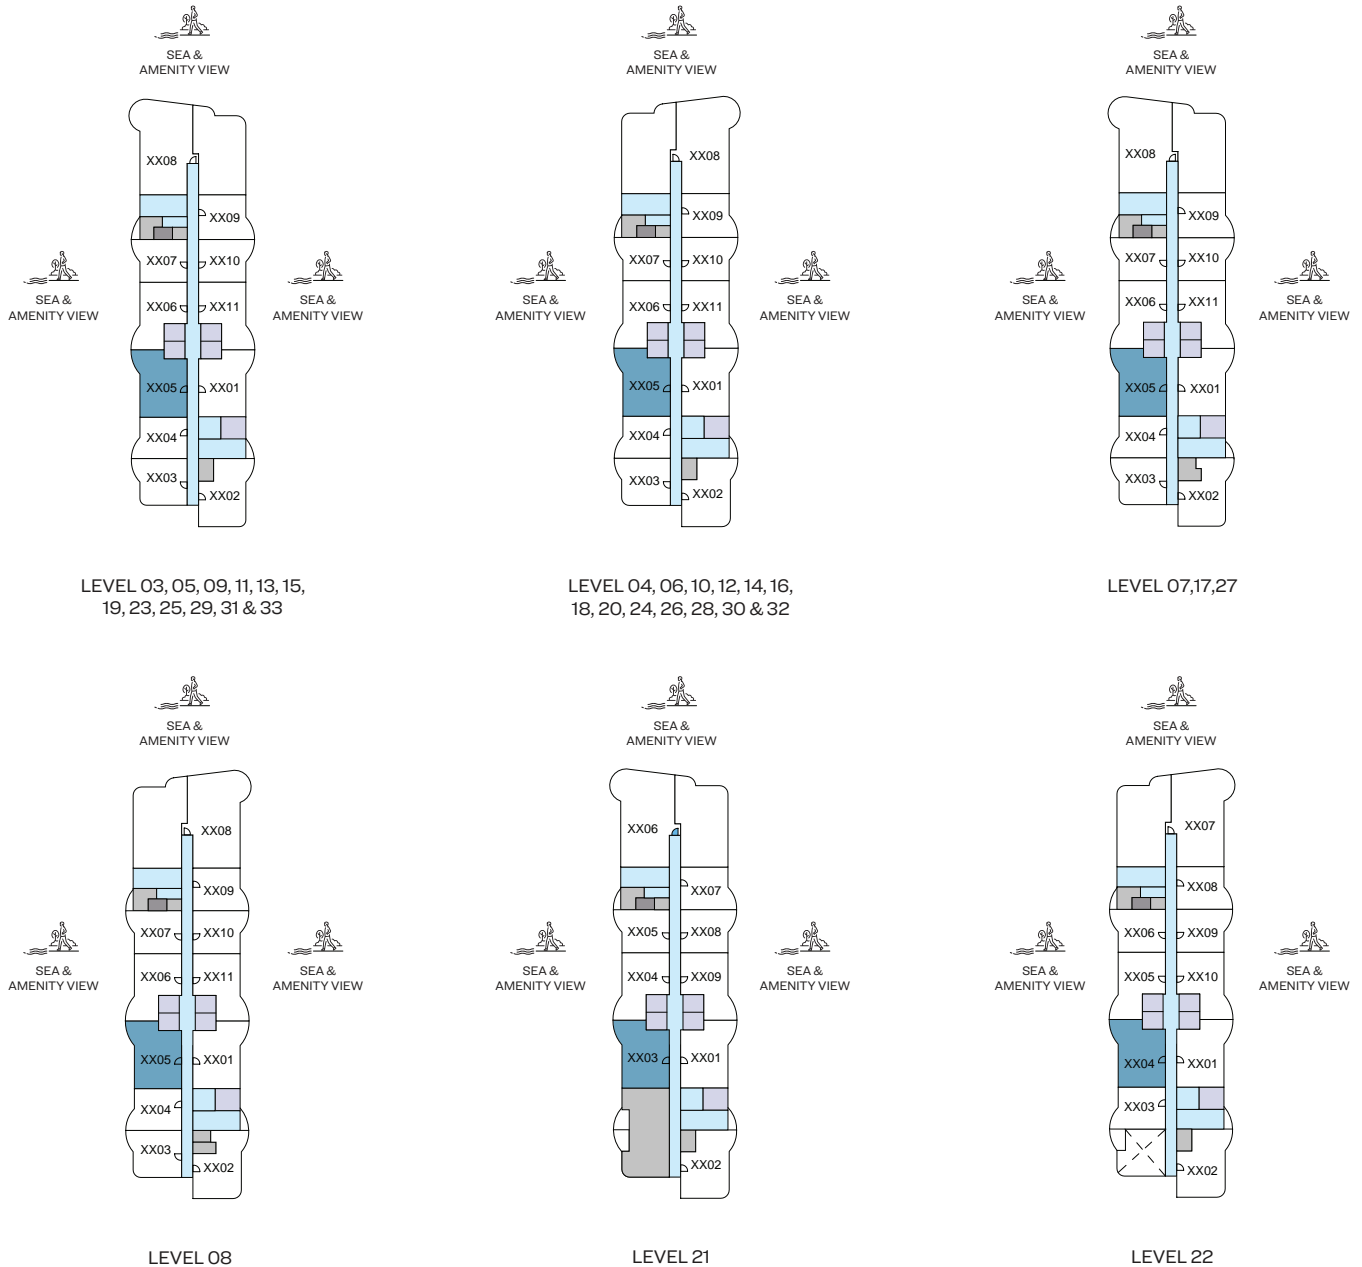 SEA &
AMENITY VIEW
SEA &
AMENITY VIEW
SEA &
AMENITY VIEW
XX08
XX09
XX07
XX10
XX06
XX11
XX05
XX01
XX04
XX03
XX02
SEA &
AMENITY VIEW
SEA &
AMENITY VIEW
LEVEL 03, 05, 09, 11, 13, 15,
19, 23, 25, 29, 31 & 33
XX08
XX09
XX07
XX10
XX06
XX11
XX05
XX01
XX04
XX03
XX02
SEA &
AMENITY VIEW
SEA &
AMENITY VIEW
LEVEL 04, 06, 10, 12, 14, 16,
18, 20, 24, 26, 28, 30 & 32
XX08
XX09
XX07
XX10
XX06
XX11
XX05
XX01
XX04
XX03
XX02
SEA &
AMENITY VIEW
SEA &
AMENITY VIEW
LEVEL 07,17,27
SEA &
AMENITY VIEW
SEA &
AMENITY VIEW
SEA &
AMENITY VIEW
XX08
XX09
XX07
XX10
XX06
XX11
XX05
XX01
XX04
XX03
XX02
SEA &
AMENITY VIEW
SEA &
AMENITY VIEW
LEVEL 08
XX06
XX07
XX05
XX08
XX04
XX09
XX03
XX01
XX02
SEA &
AMENITY VIEW
SEA &
AMENITY VIEW
LEVEL 21
XX07
XX08
XX06
XX09
XX05
XX10
XX04
XX01
XX03
XX02
SEA &
AMENITY VIEW
SEA &
AMENITY VIEW
LEVEL 22